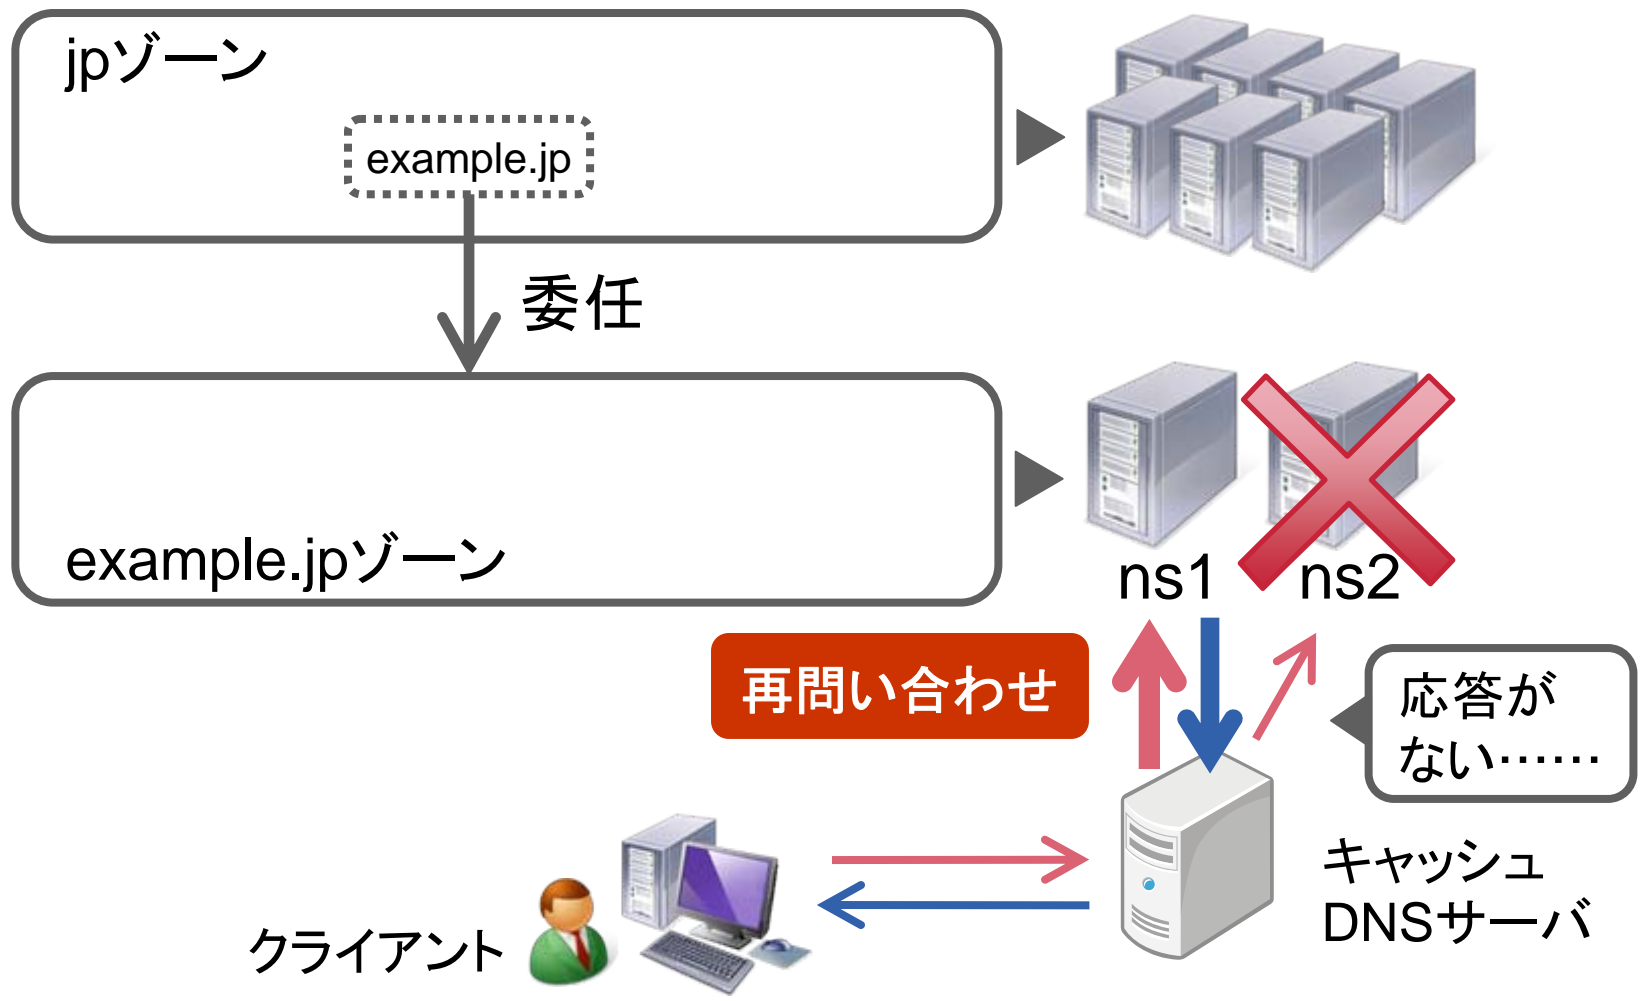 jpゾーン
example.jp
委任
example.jpゾーン
ns1
ns2
再問い合わせ
応答が
ない……
キャッシュ
DNSサーバ
クライアント